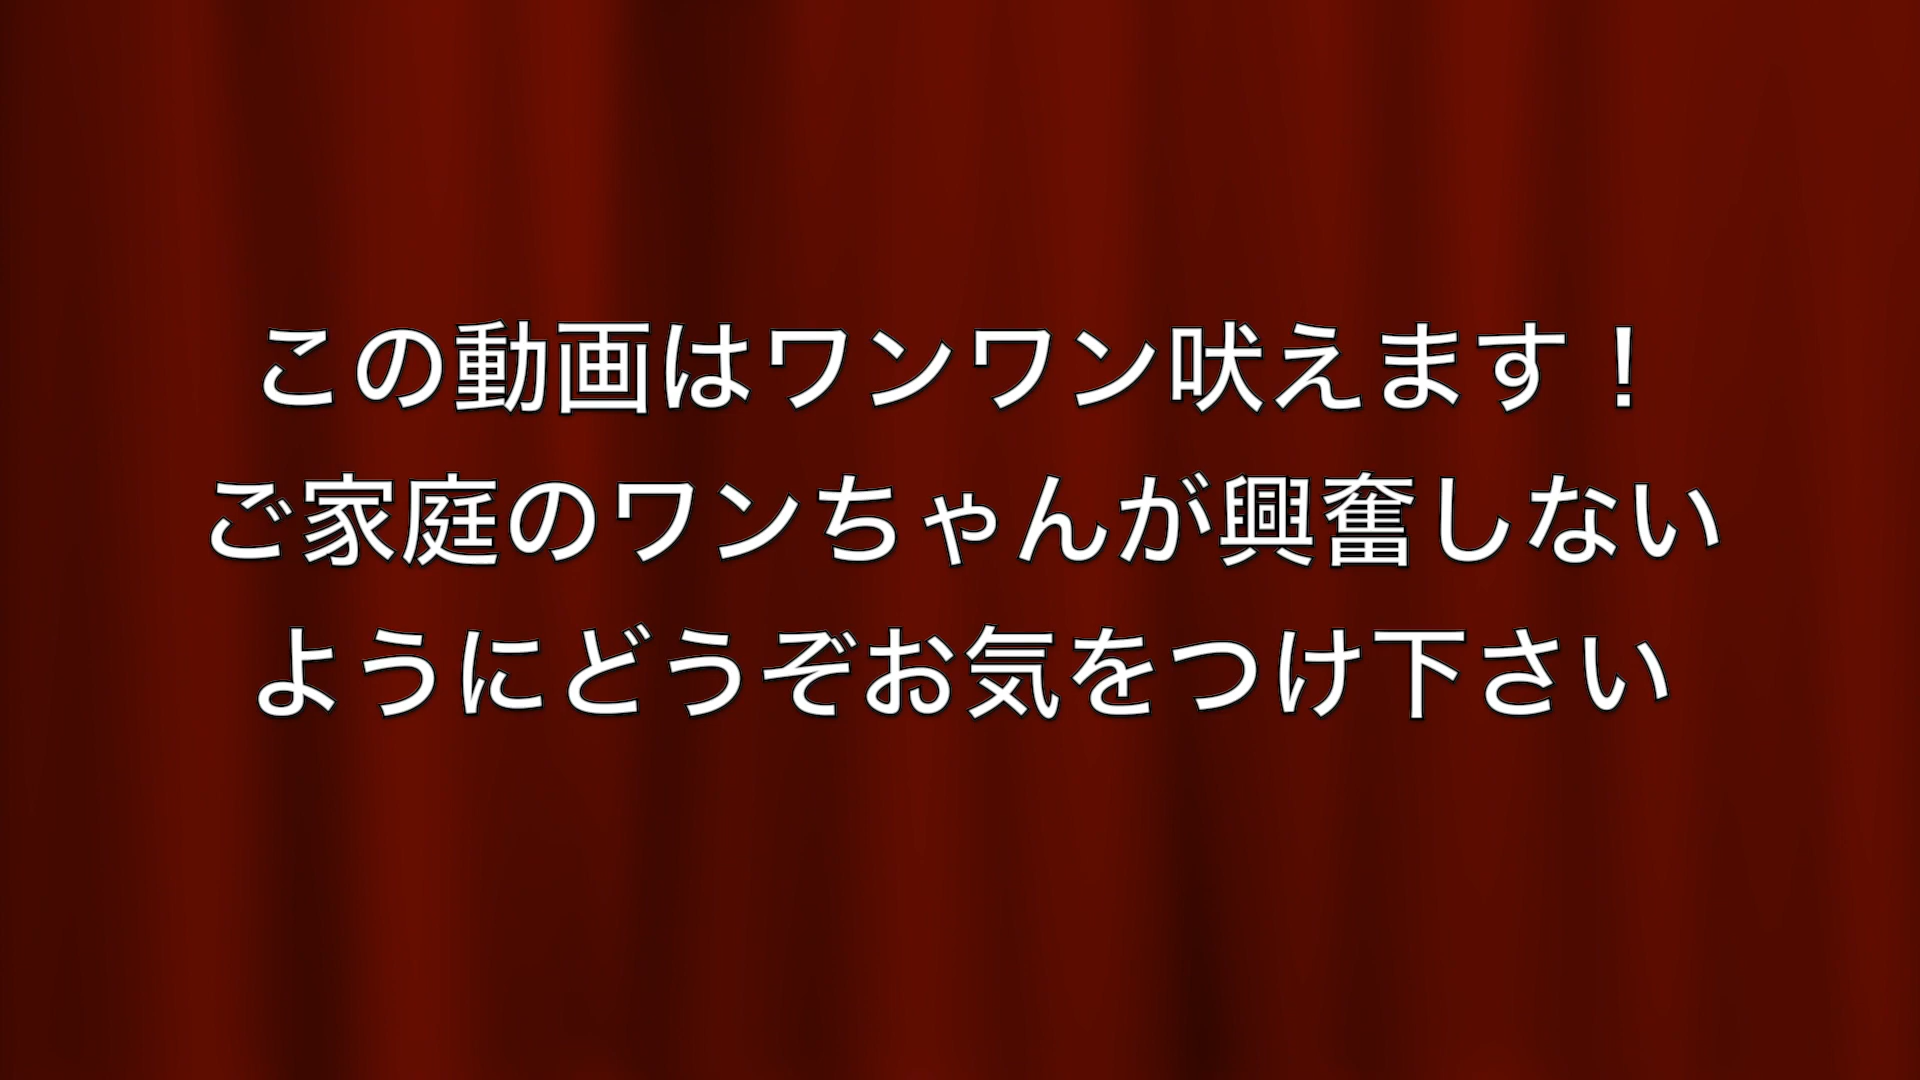 この動画はワンワン吠えます！
ご家庭のワンちゃんが興奮しない
ようにどうぞお気をつけ下さい